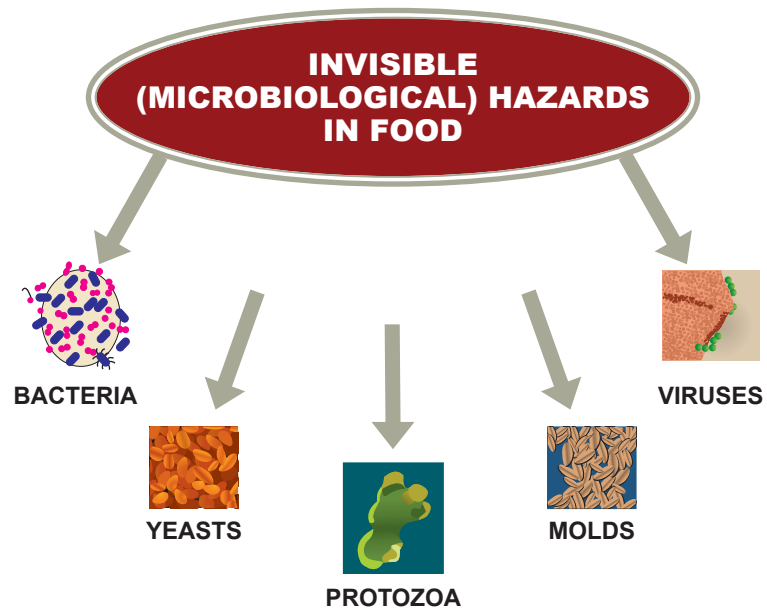 INVISIBLE
(MICROBIOLOGICAL) HAZARDS
IN FOOD
BACTERIA
VIRUSES
YEASTS
MOLDS
PROTOZOA